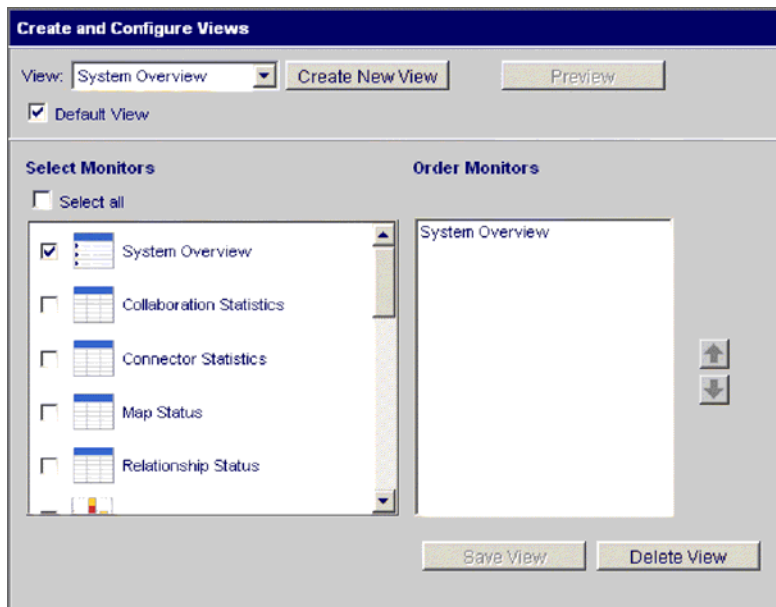 Create and Configure Views
View: System Overview Create New View Preview
Default View
Select Monitors Order Monitors
Select all
System Overview System Overview
Collaboration Statistics
Connector Statistics
Map Status
Relationship Status
Save View Delete View